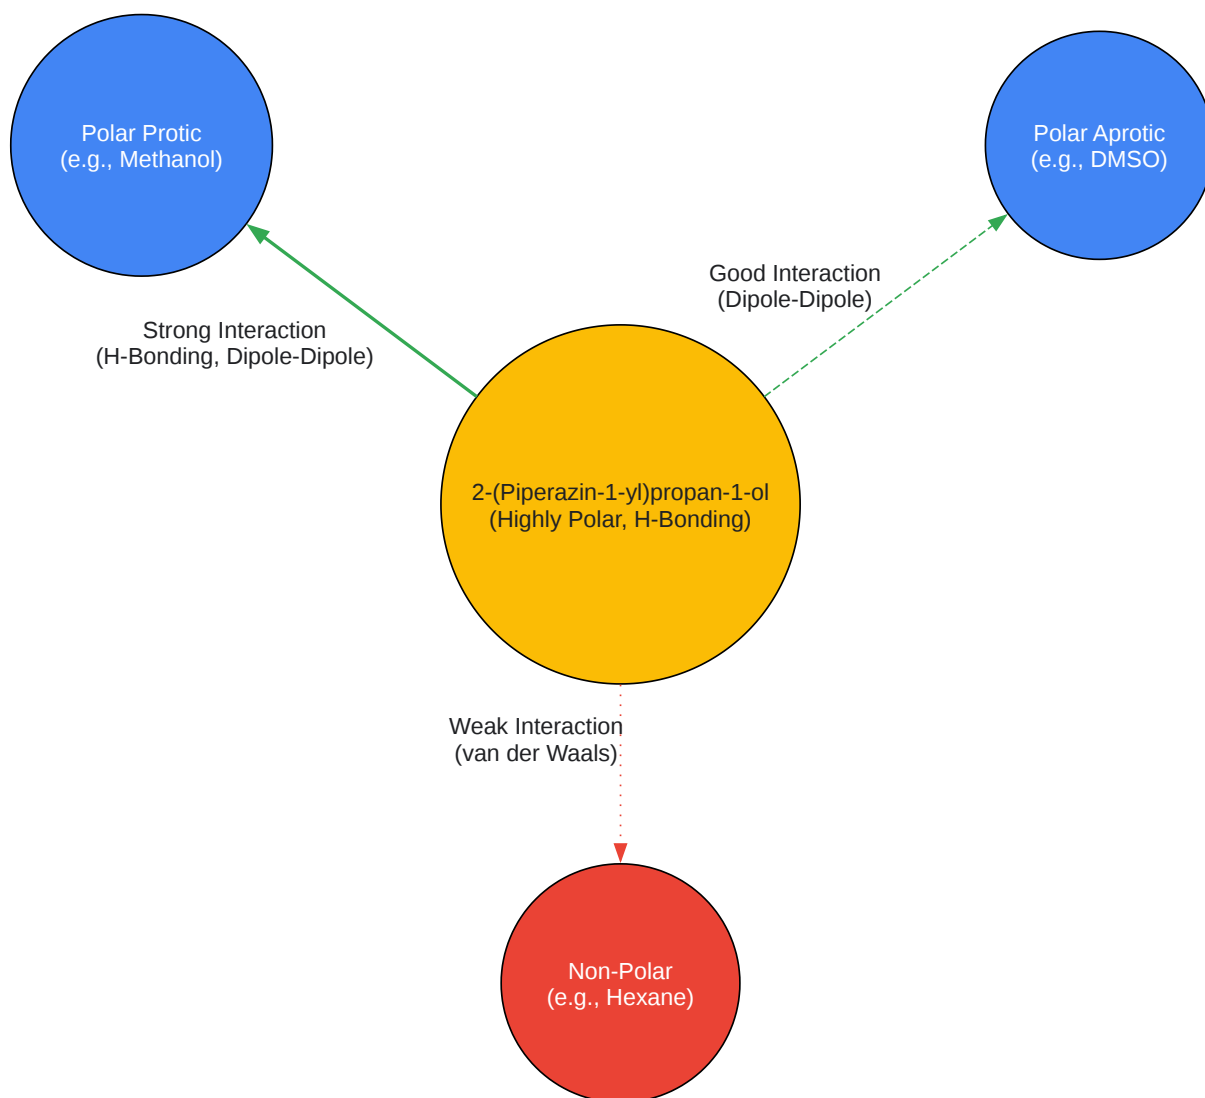 Polar Protic
(e.g., Methanol)
Polar Aprotic
(e.g., DMSO)
Good Interaction
(Dipole-Dipole)
Strong Interaction
(H-Bonding, Dipole-Dipole)
2-(Piperazin-1-yl)propan-1-ol
(Highly Polar, H-Bonding)
Weak Interaction
(van der Waals)
Non-Polar
(e.g., Hexane)